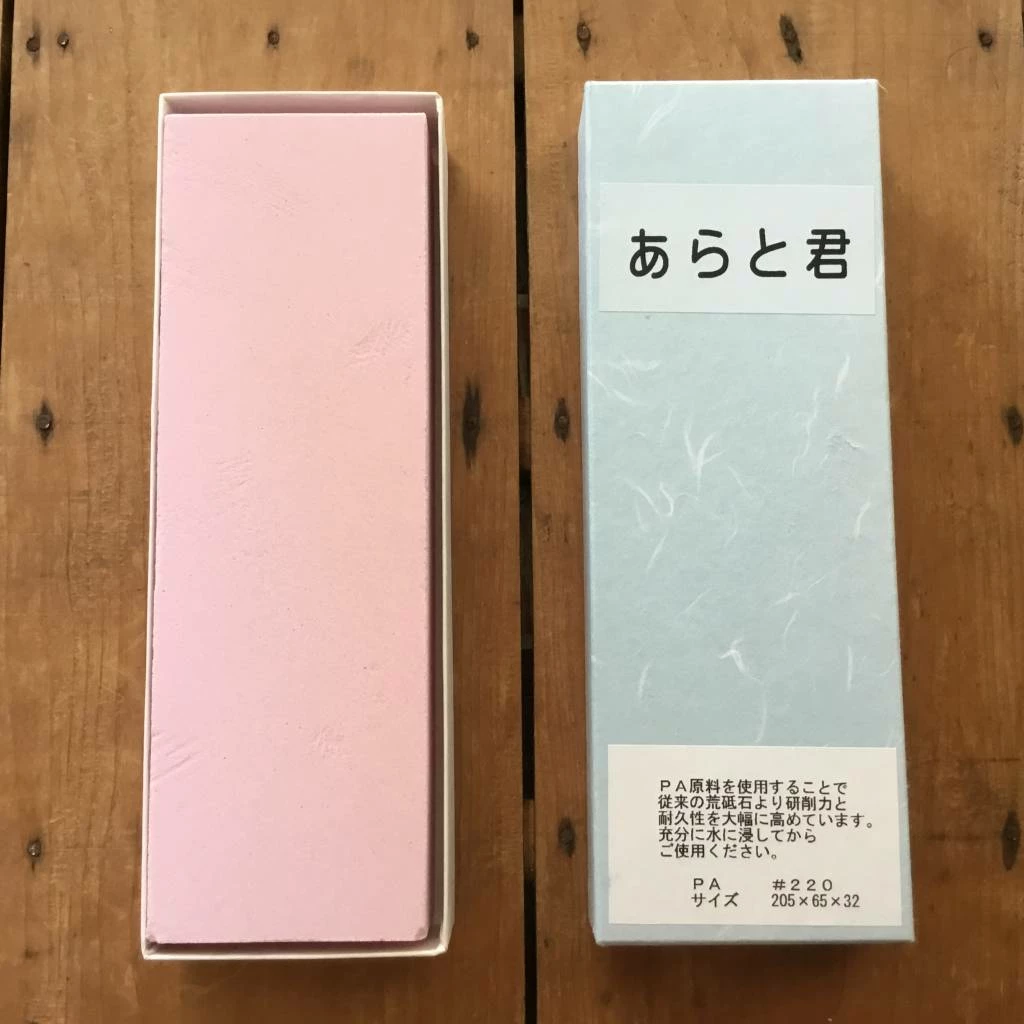 あらと君
ＰＡ原料を使用することで
従来の荒砥石より研削力と
耐久性を大幅に高めています。
充分に水に浸してから
ご使用ください。
ＰＡ　　　＃２２０
サイズ　　205×65×32